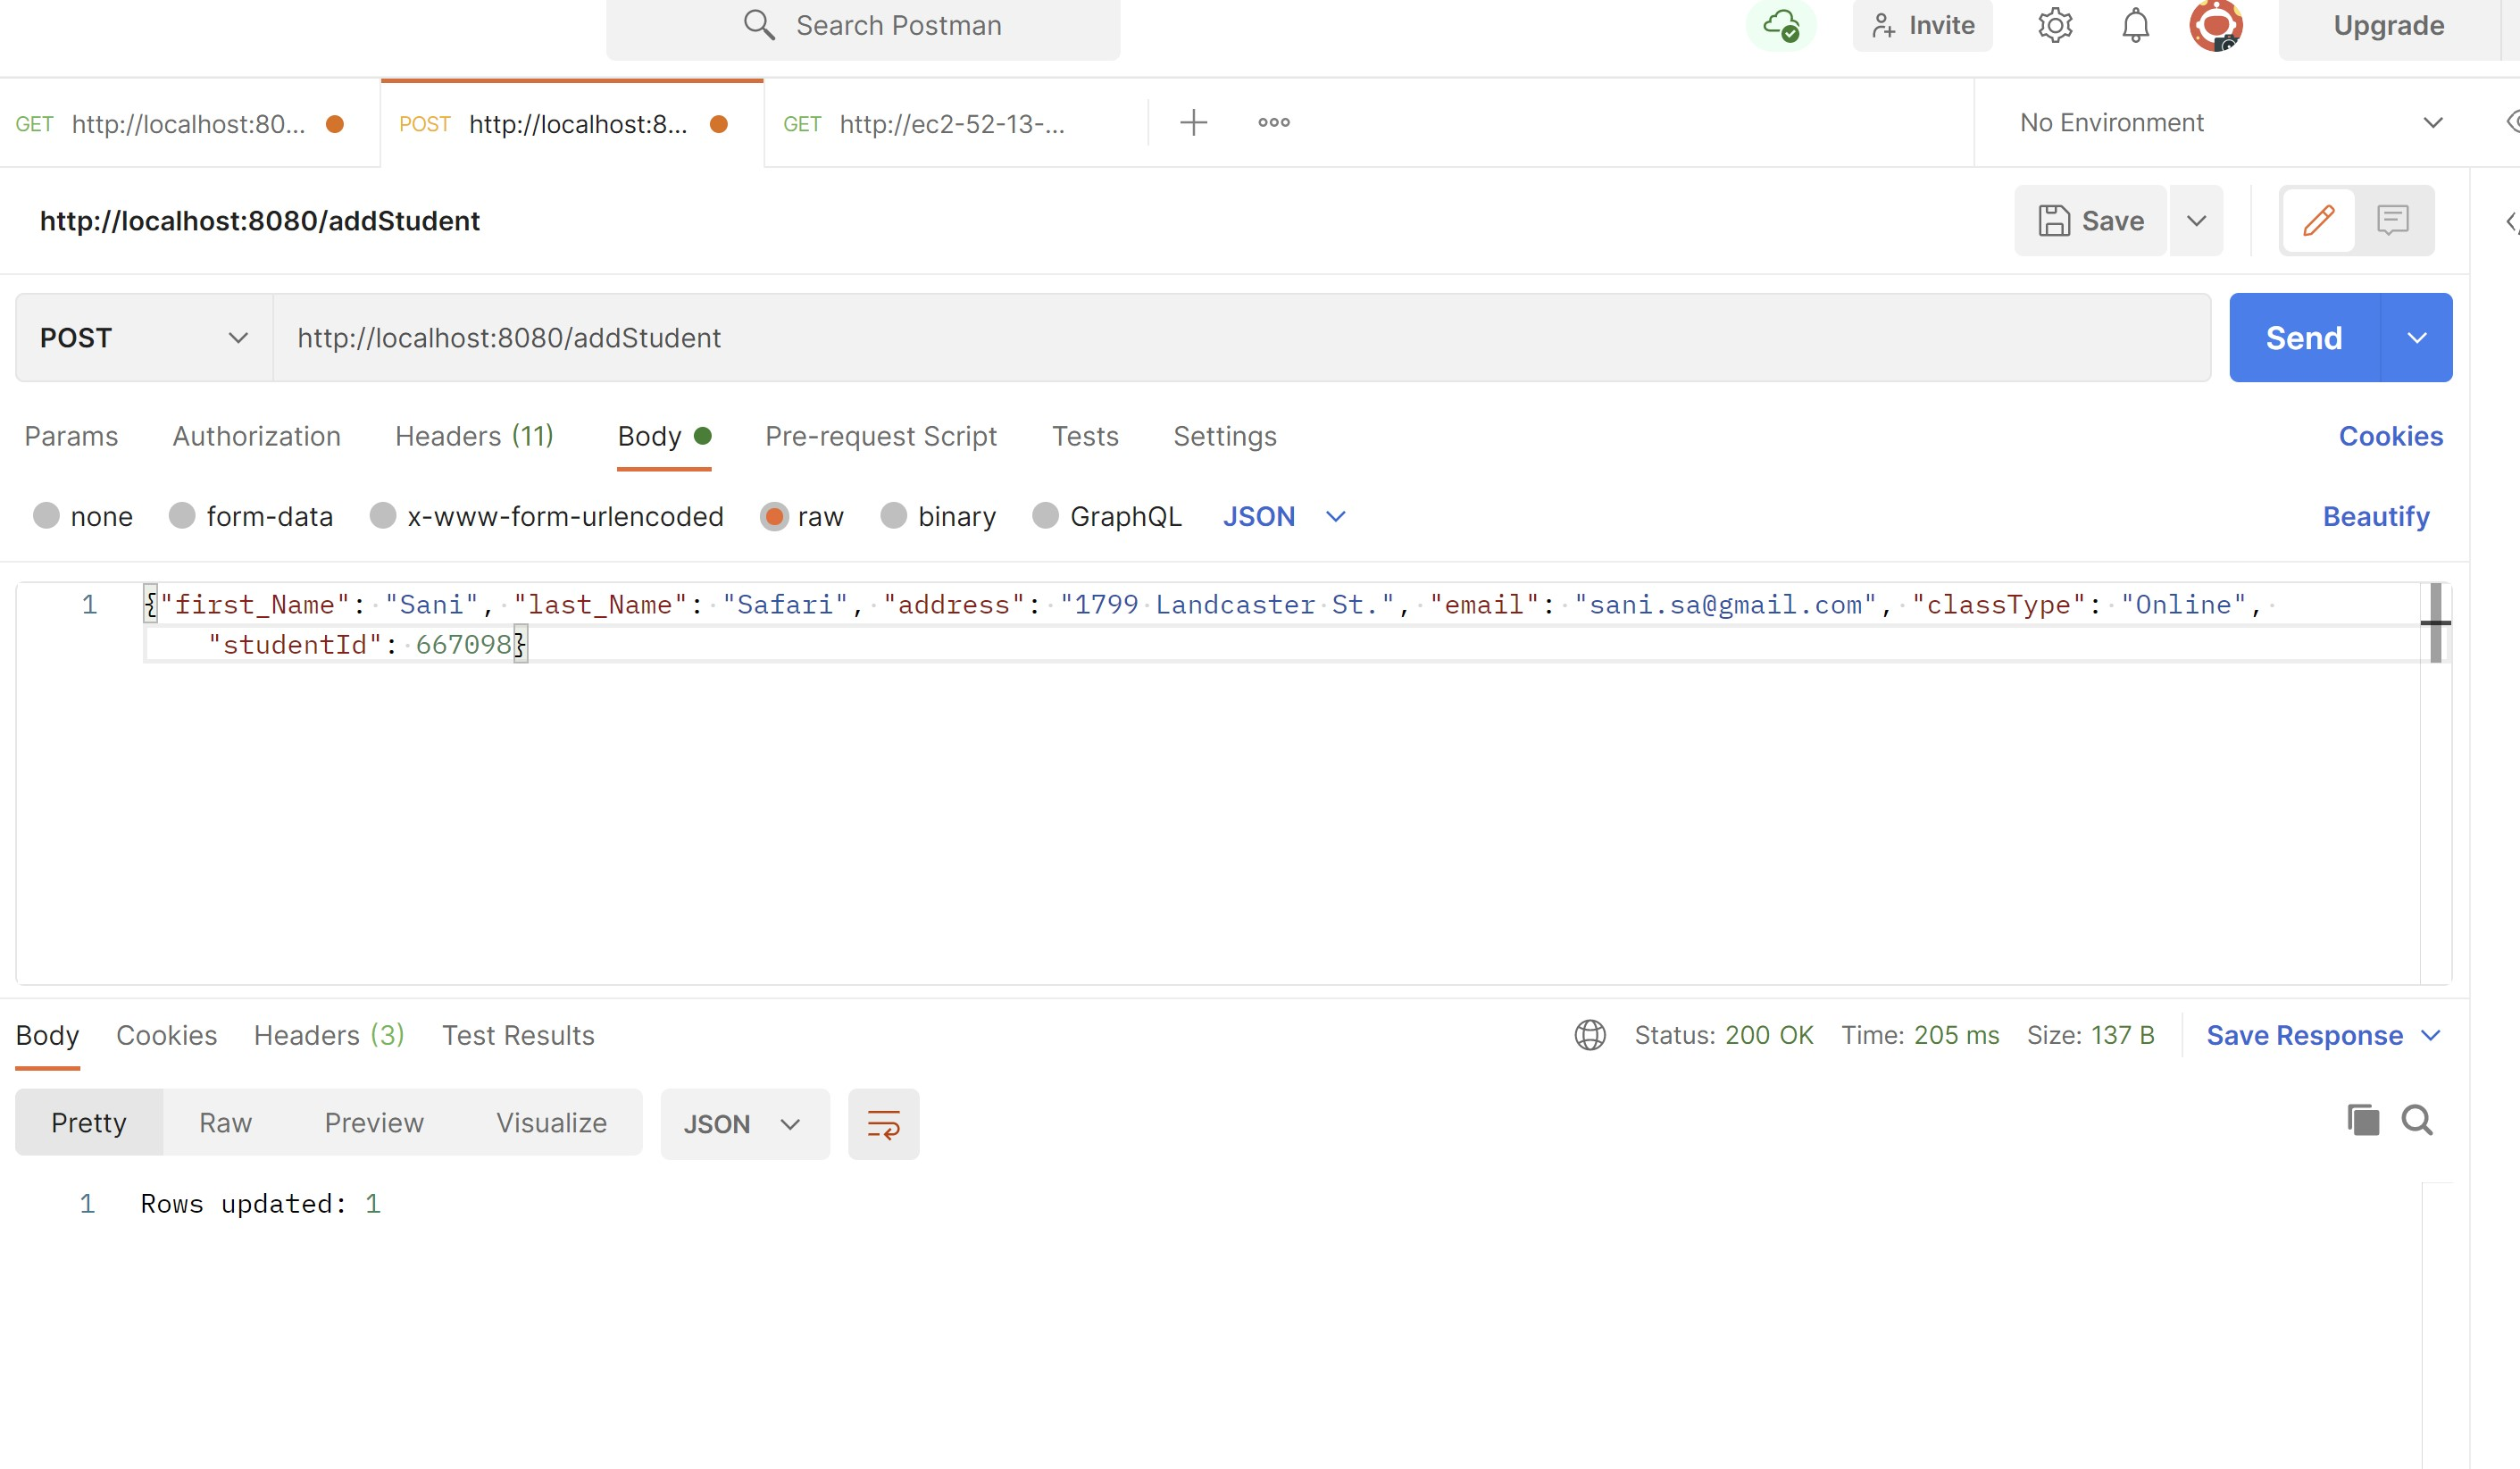 Search Postman
Invite
Upgrade
GET http://localhost:80...
POST http://localhost:8...
GET http://ec2-52-13-...
No Environment
http://localhost:8080/addStudent
Save
POST
http://localhost:8080/addStudent
Send
Params Authorization Headers (11) Body Pre-request Script Tests Settings Cookies
none form-data x-www-form-urlencoded raw binary GraphQL JSON Beautify
1 {"first_Name": "Sani", "last_Name": "Safari", "address": "1799 Landcaster St.", "email": "sani.sa@gmail.com", "classType": "Online",
"studentId": 667098}
Body Cookies Headers (3) Test Results Status: 200 OK Time: 205 ms Size: 137 B Save Response
Pretty Raw Preview Visualize JSON
1 Rows updated: 1